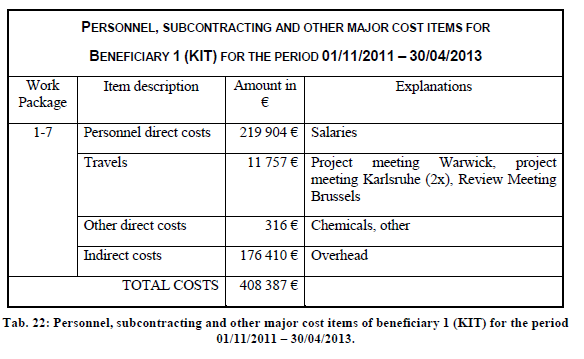 PERSONNEL, SUBCONTRACTING AND OTHER MAJOR COST ITEMS FOR
BENEFICIARY 1 (KIT) FOR THE PERIOD 01/11/2011 – 30/04/2013
Work Package Item description Amount in € Explanations
1-7 Personnel direct costs 219 904 € Salaries
Travels 11 757 € Project meeting Warwick, project
meeting Karlsruhe (2x), Review Meeting
Brussels
Other direct costs 316 € Chemicals, other
Indirect costs 176 410 € Overhead
TOTAL COSTS 408 387 €
Tab. 22: Personnel, subcontracting and other major cost items of beneficiary 1 (KIT) for the period
01/11/2011 – 30/04/2013.